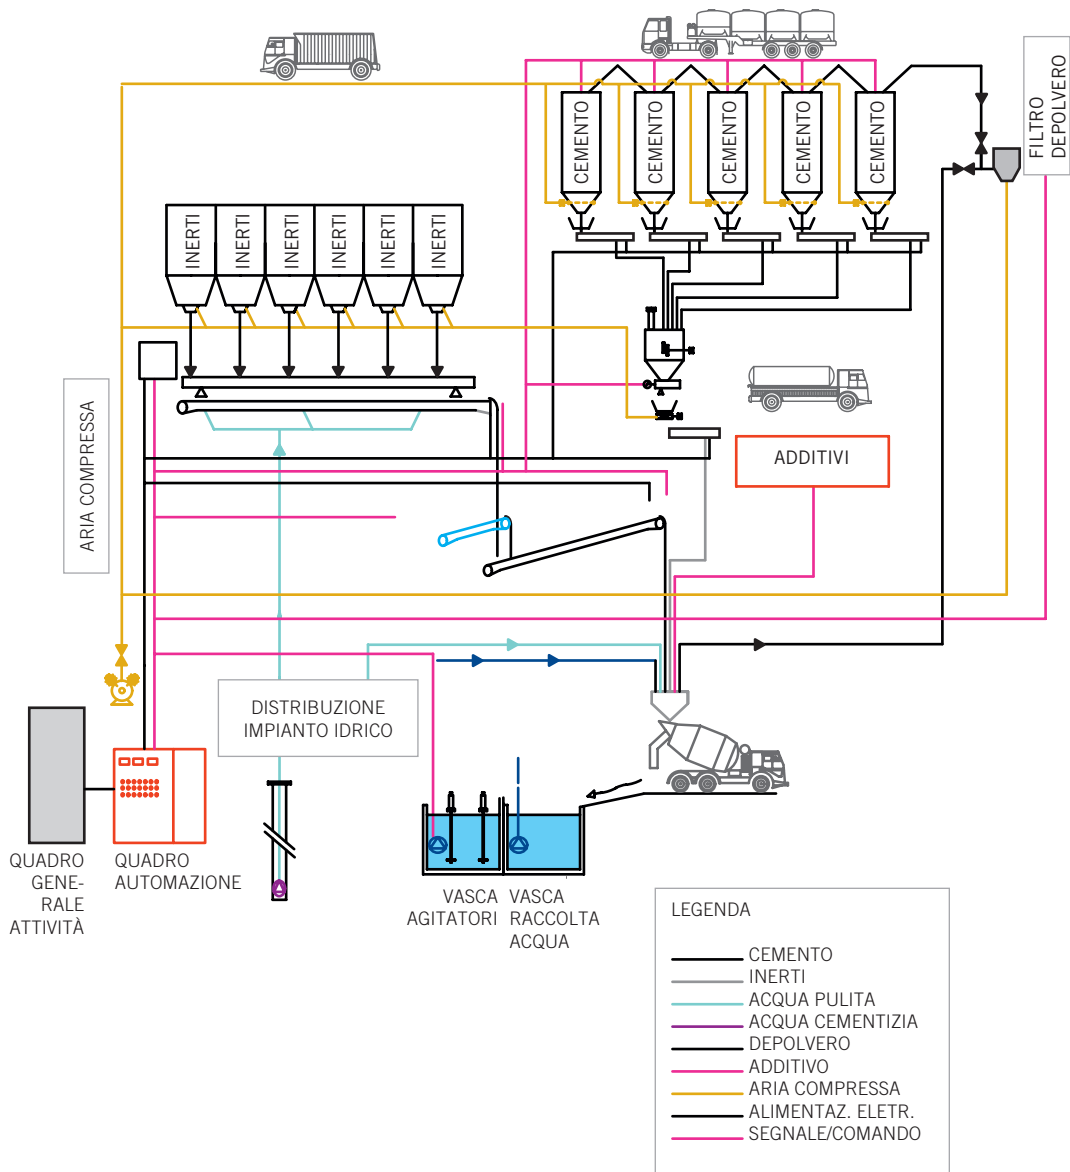 FILTRO
DEPOLVERO
CEMENTO
CEMENTO
CEMENTO
CEMENTO
CEMENTO
INERTI
INERTI
INERTI
INERTI
INERTI
INERTI
ARIA COMPRESSA
ADDITIVI
DISTRIBUZIONE
IMPIANTO IDRICO
QUADRO
GENE-
RALE
ATTIVITÀ
QUADRO
AUTOMAZIONE
VASCA
AGITATORI
VASCA
RACCOLTA
ACQUA
LEGENDA
CEMENTO
INERTI
ACQUA PULITA
ACQUA CEMENTIZIA
DEPOLVERO
ADDITIVO
ARIA COMPRESSA
ALIMENTAZ. ELETR.
SEGNALE/COMANDO